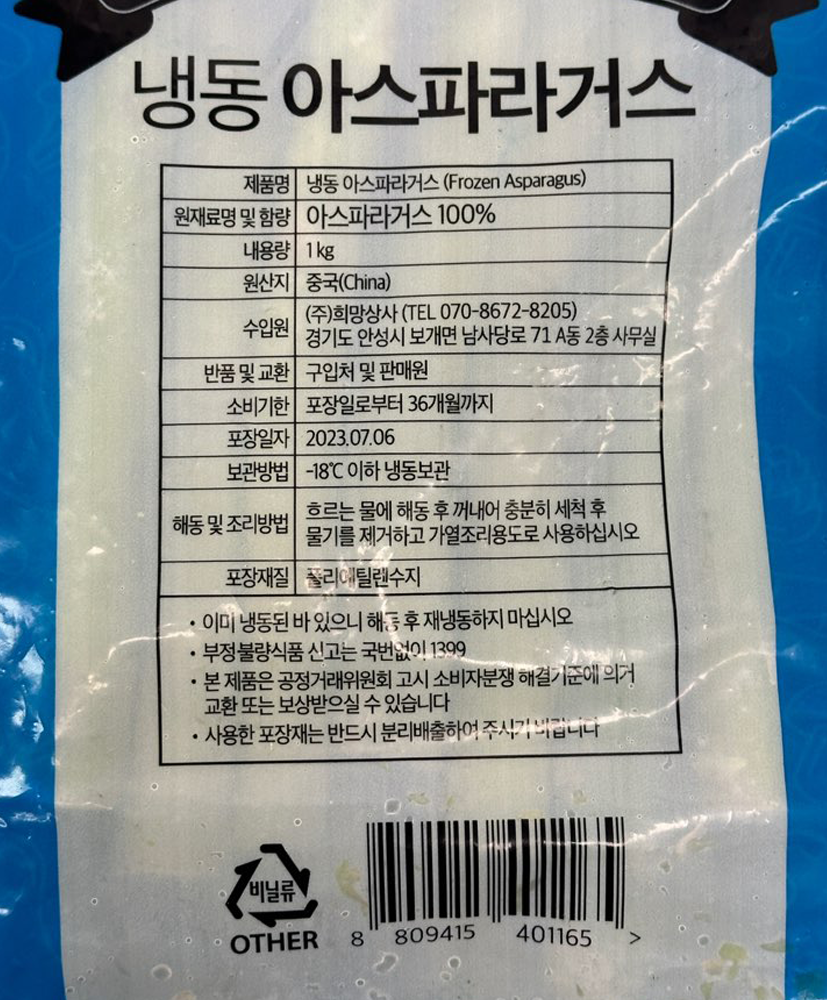 냉동 아스파라거스
제품명 냉동 아스파라거스 (Frozen Asparagus)
원재료명 및 함량 아스파라거스 100%
내용량 1 kg
원산지 중국(China)
수입원 (주)희망상사 (TEL 070-8672-8205)
경기도 안성시 보개면 남사당로 71 A동 2층 사무실
반품 및 교환 구입처 및 판매원
소비기한 포장일로부터 36개월까지
포장일자 2023.07.06
보관방법 -18℃ 이하 냉동보관
해동 및 조리방법 흐르는 물에 해동 후 꺼내어 충분히 세척 후
물기를 제거하고 가열조리용도로 사용하십시오
포장재질 폴리에틸랜수지
• 이미 냉동된 바 있으니 해동 후 재냉동하지 마십시오
• 부정·불량식품 신고는 국번없이 1399
• 본 제품은 공정거래위원회 고시 소비자분쟁 해결기준에 의거
교환 또는 보상받으실 수 있습니다
• 사용한 포장재는 반드시 분리배출하여 주시기 바랍니다
비닐류
OTHER
8 809415 401165 >